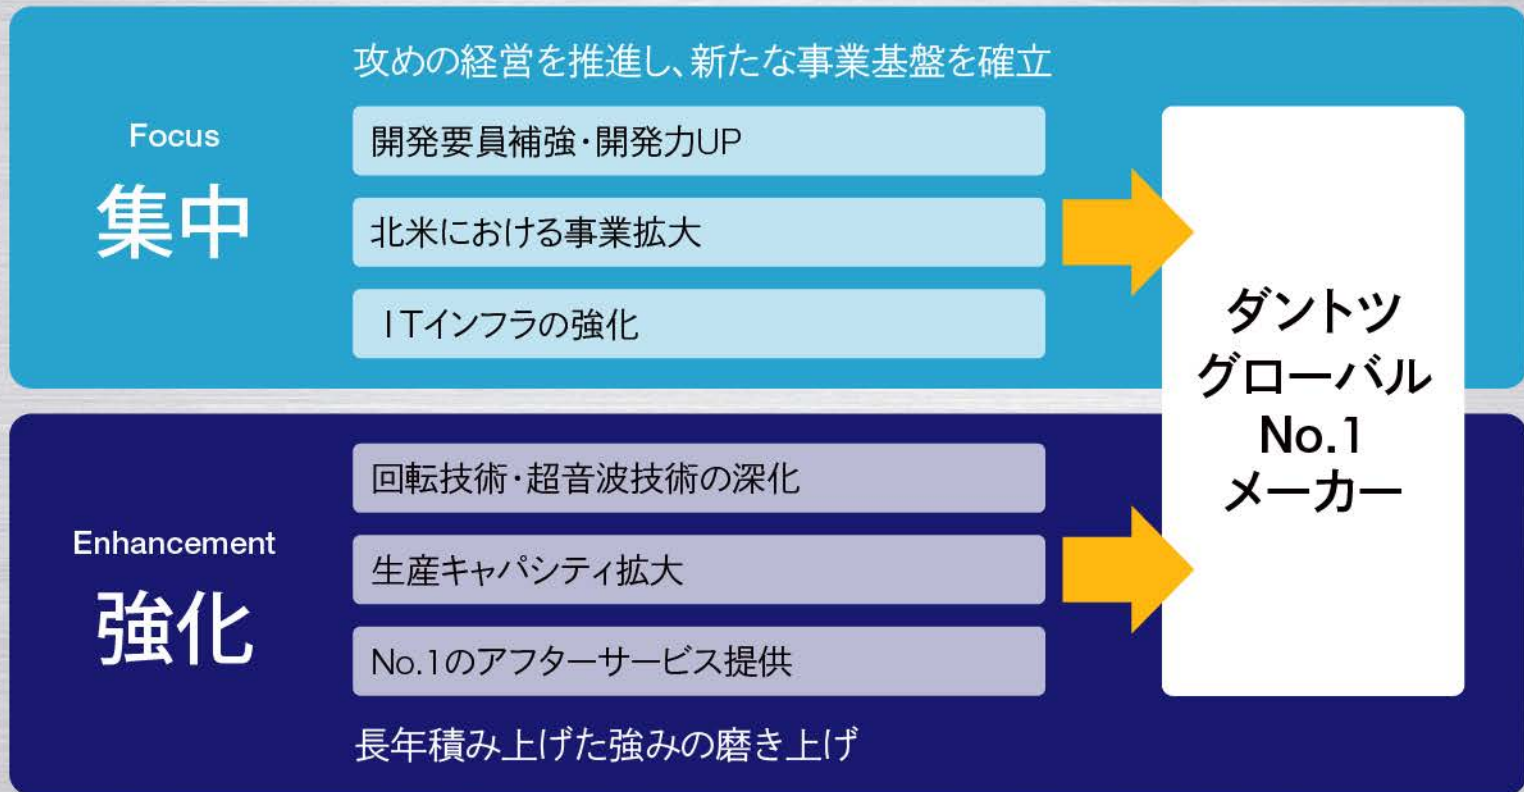 攻めの経営を推進し、新たな事業基盤を確立
Focus
集中
開発要員補強・開発力UP
北米における事業拡大
ITインフラの強化
Enhancement
強化
回転技術・超音波技術の深化
生産キャパシティ拡大
No.1のアフターサービス提供
長年積み上げた強みの磨き上げ
ダントツ
グローバル
No.1
メーカー